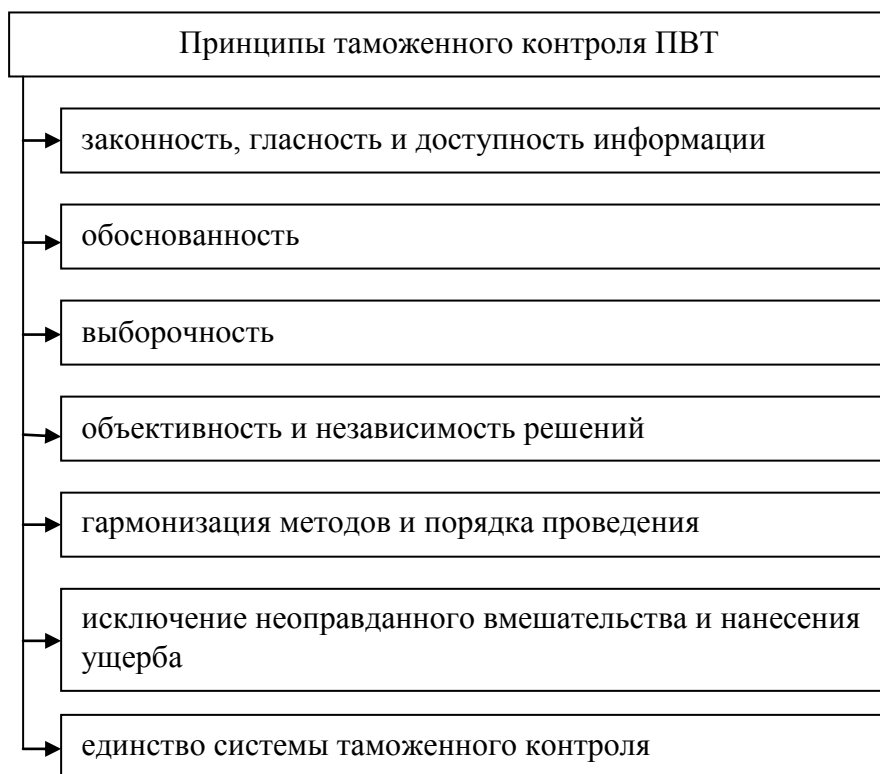 Принципы таможенного контроля ПВТ
законность, гласность и доступность информации
обоснованность
выборочность
объективность и независимость решений
гармонизация методов и порядка проведения
исключение неоправданного вмешательства и нанесения
ущерба
единство системы таможенного контроля